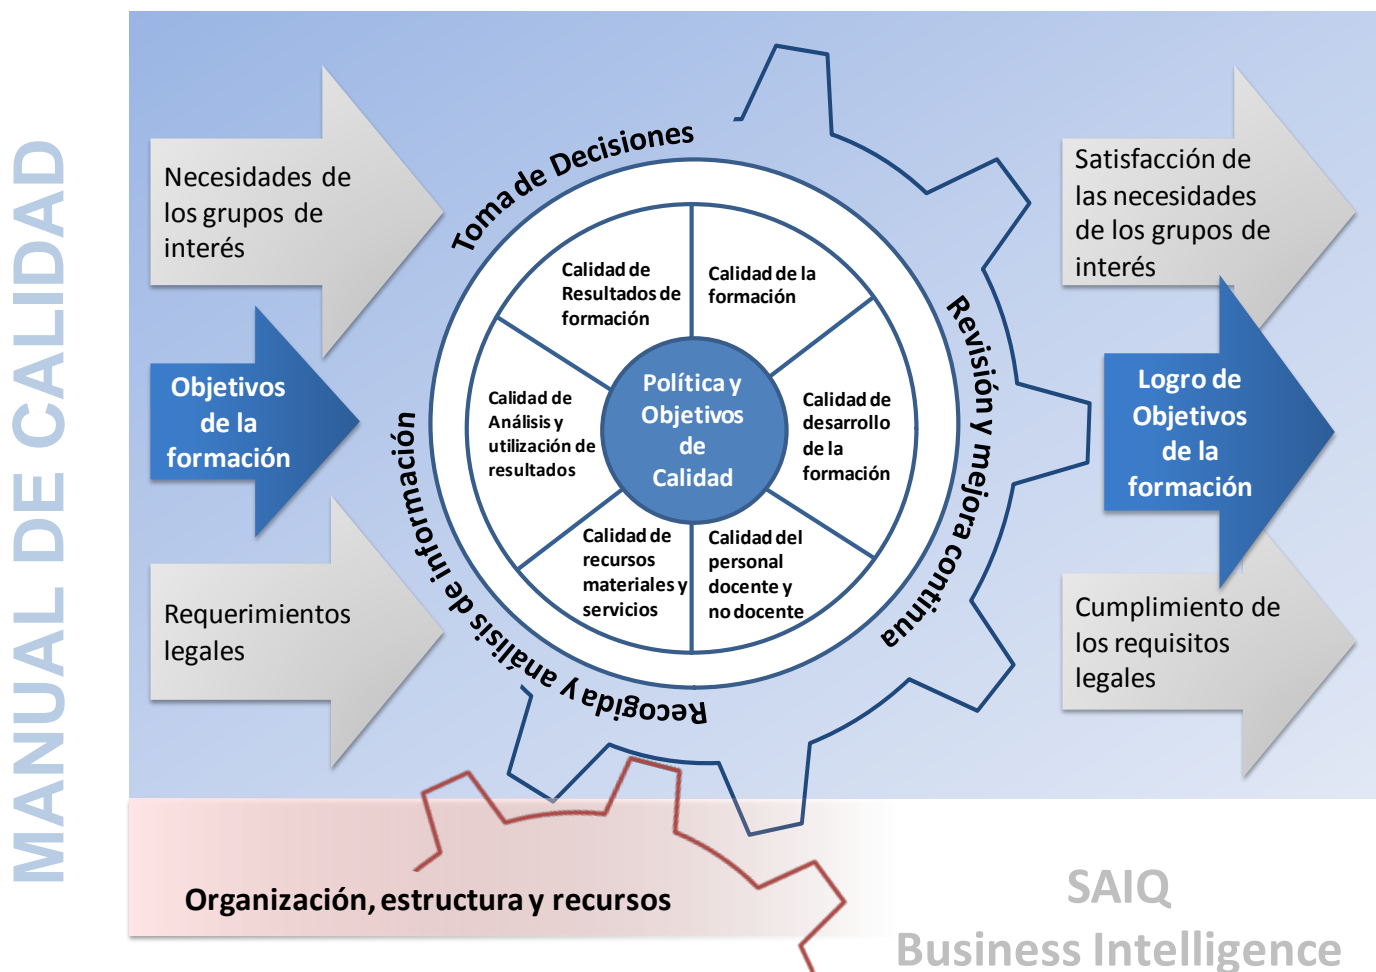 MANUAL DE CALIDAD
Necesidades de
los grupos de
interés
Objetivos
de la
formación
Requerimientos
legales
Toma de Decisiones
Revisión y mejora continua
Recogida y análisis de información
Calidad de
Resultados de
formación
Calidad de la
formación
Calidad de
Análisis y
utilización de
resultados
Política y
Objetivos
de
Calidad
Calidad de
desarrollo
de la
formación
Calidad de
recursos
materiales y
servicios
Calidad del
personal
docente y
no docente
Satisfacción de
las necesidades
de los grupos de
interés
Logro de
Objetivos
de la
formación
Cumplimiento de
los requisitos
legales
Organización, estructura y recursos
SAIQ
Business Intelligence